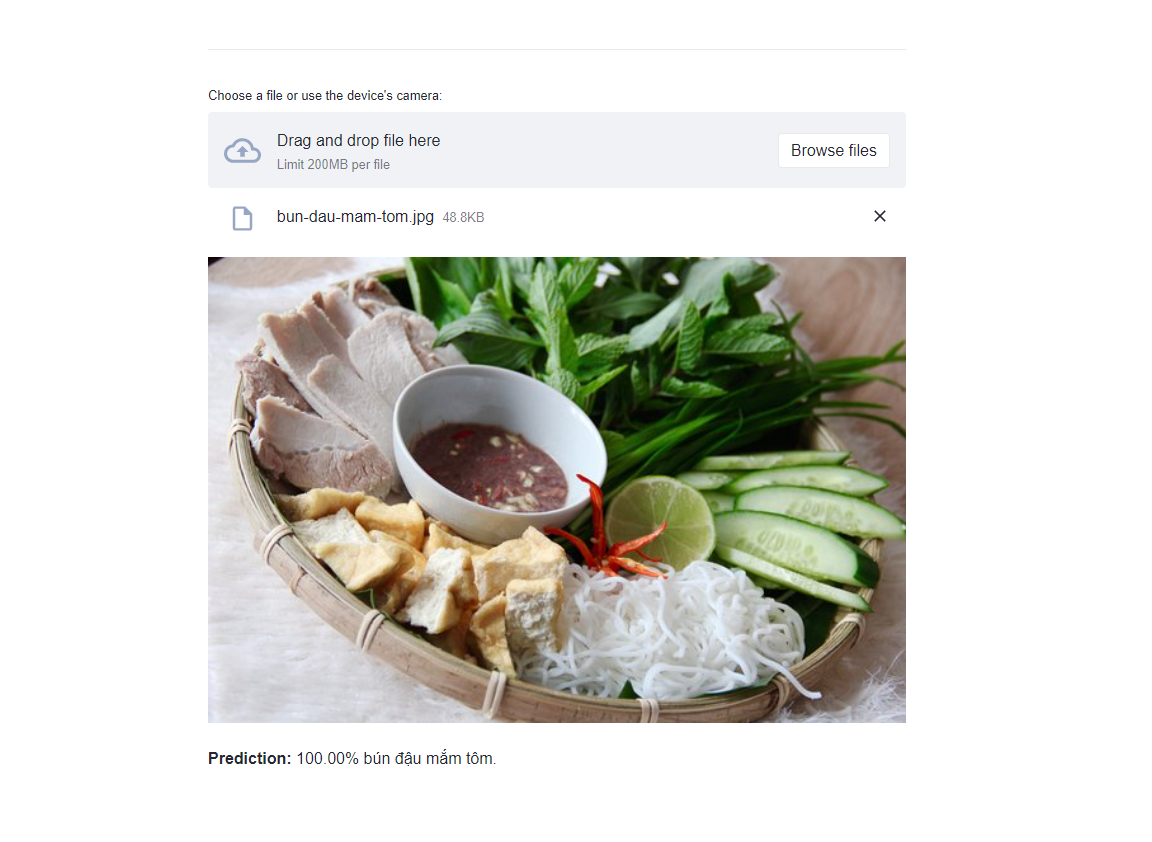 Choose a file or use the device's camera:
Drag and drop file here
Limit 200MB per file
Browse files
bun-dau-mam-tom.jpg 48.8KB
Prediction: 100.00% bún đậu mắm tôm.